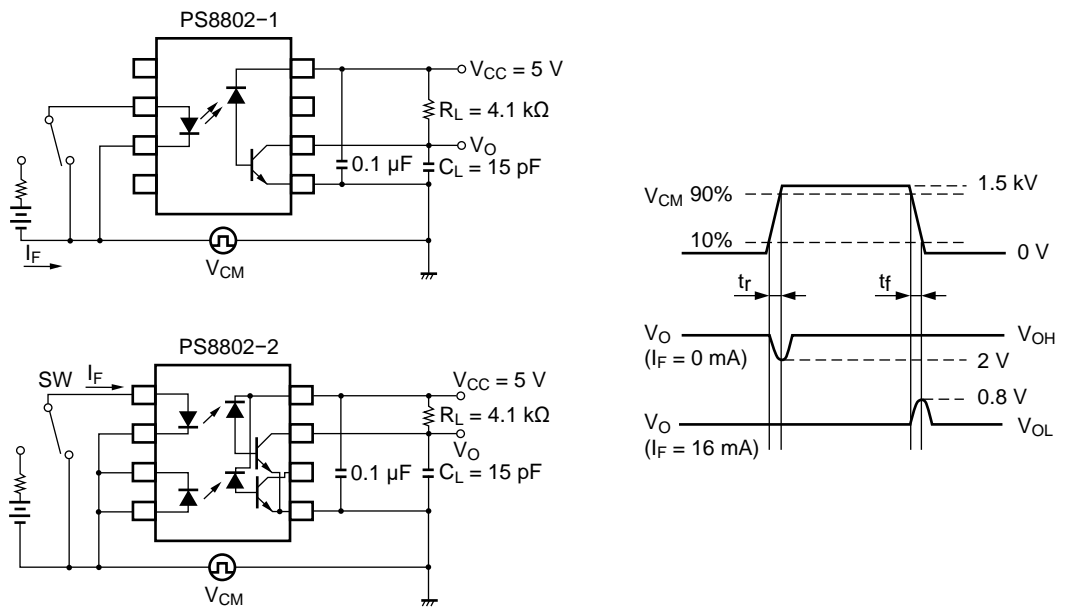 PS8802−1
VCC = 5 V
RL = 4.1 kΩ
VO
0.1 μF
CL = 15 pF
IF
VCM
PS8802−2
SW
IF
VCC = 5 V
RL = 4.1 kΩ
VO
0.1 μF
CL = 15 pF
VCM
VCM 90%
1.5 kV
10%
0 V
tr
tf
VO
(IF = 0 mA)
VOH
2 V
0.8 V
VO
(IF = 16 mA)
VOL